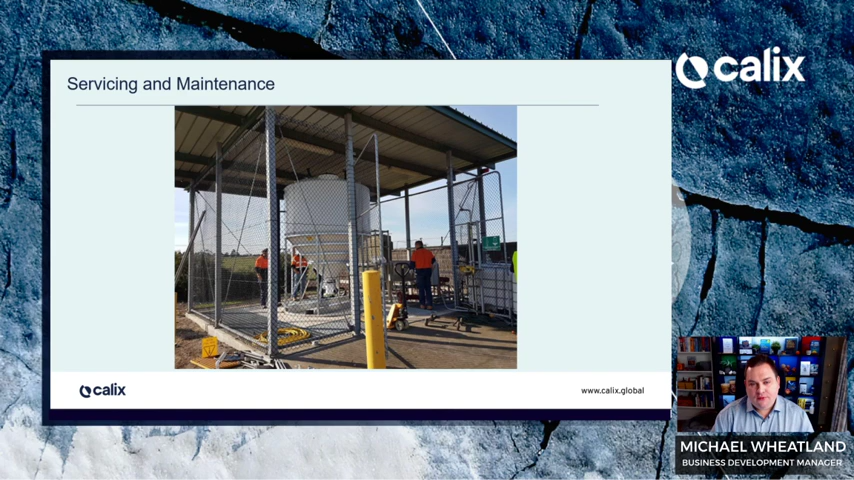 Servicing and Maintenance
calix
calix
www.calix.global
MICHAEL WHEATLAND
BUSINESS DEVELOPMENT MANAGER